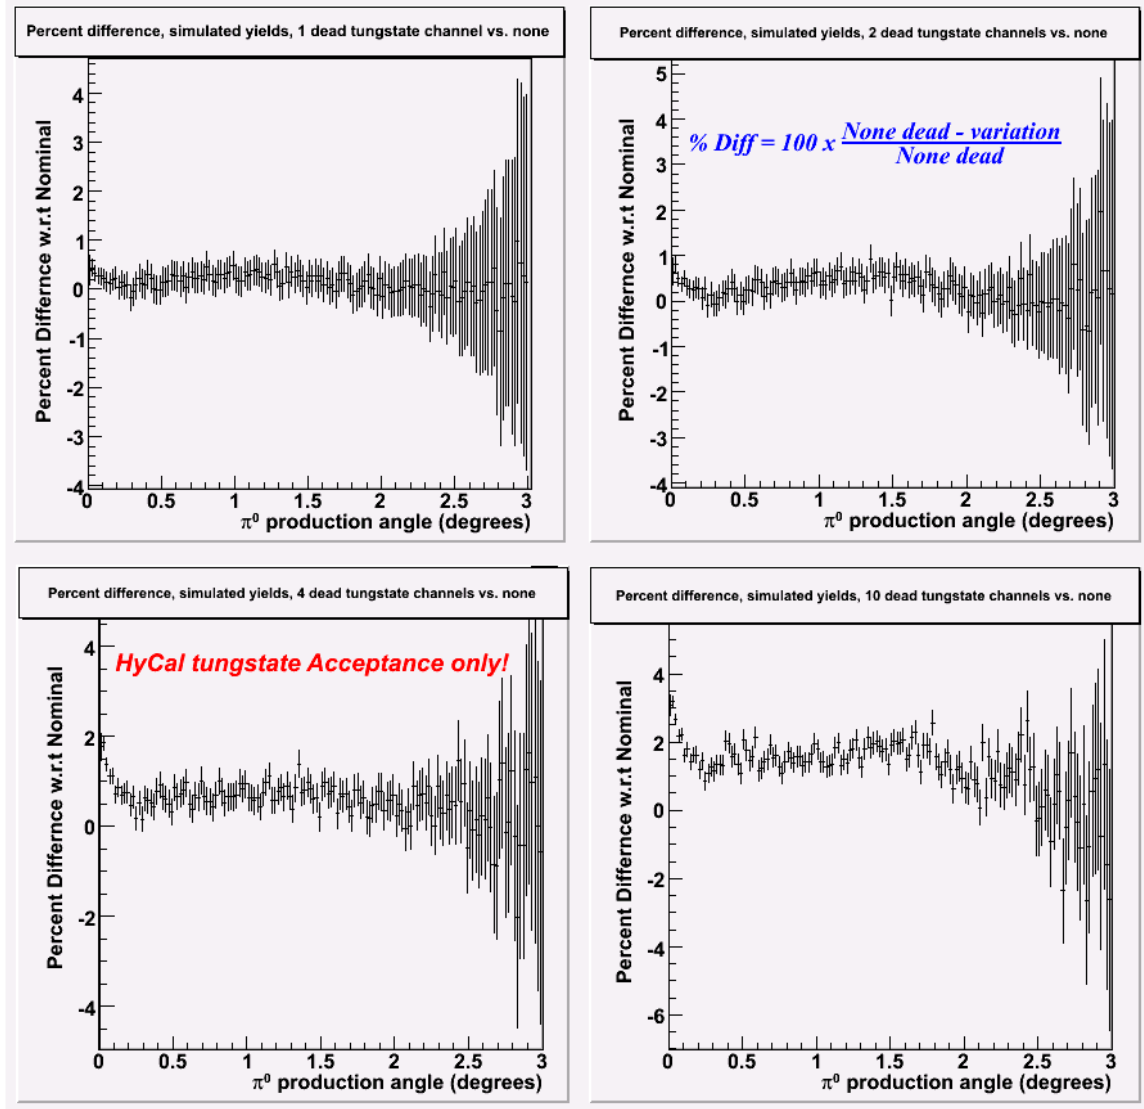 Percent difference, simulated yields, 1 dead tungstate channel vs. none
Percent Differnce w.r.t Nominal
4
3
2
1
0
-1
-2
-3
-4
0 0.5 1 1.5 2 2.5 3
π⁰ production angle (degrees)
Percent difference, simulated yields, 2 dead tungstate channels vs. none
% Diff = 100 x None dead - variation
None dead
Percent Differnce w.r.t Nominal
5
4
3
2
1
0
-1
-2
-3
-4
0 0.5 1 1.5 2 2.5 3
π⁰ production angle (degrees)
Percent difference, simulated yields, 4 dead tungstate channels vs. none
HyCal tungstate Acceptance only!
Percent Differnce w.r.t Nominal
4
2
0
-2
-4
0 0.5 1 1.5 2 2.5 3
π⁰ production angle (degrees)
Percent difference, simulated yields, 10 dead tungstate channels vs. none
Percent Differnce w.r.t Nominal
4
2
0
-2
-4
-6
0 0.5 1 1.5 2 2.5 3
π⁰ production angle (degrees)